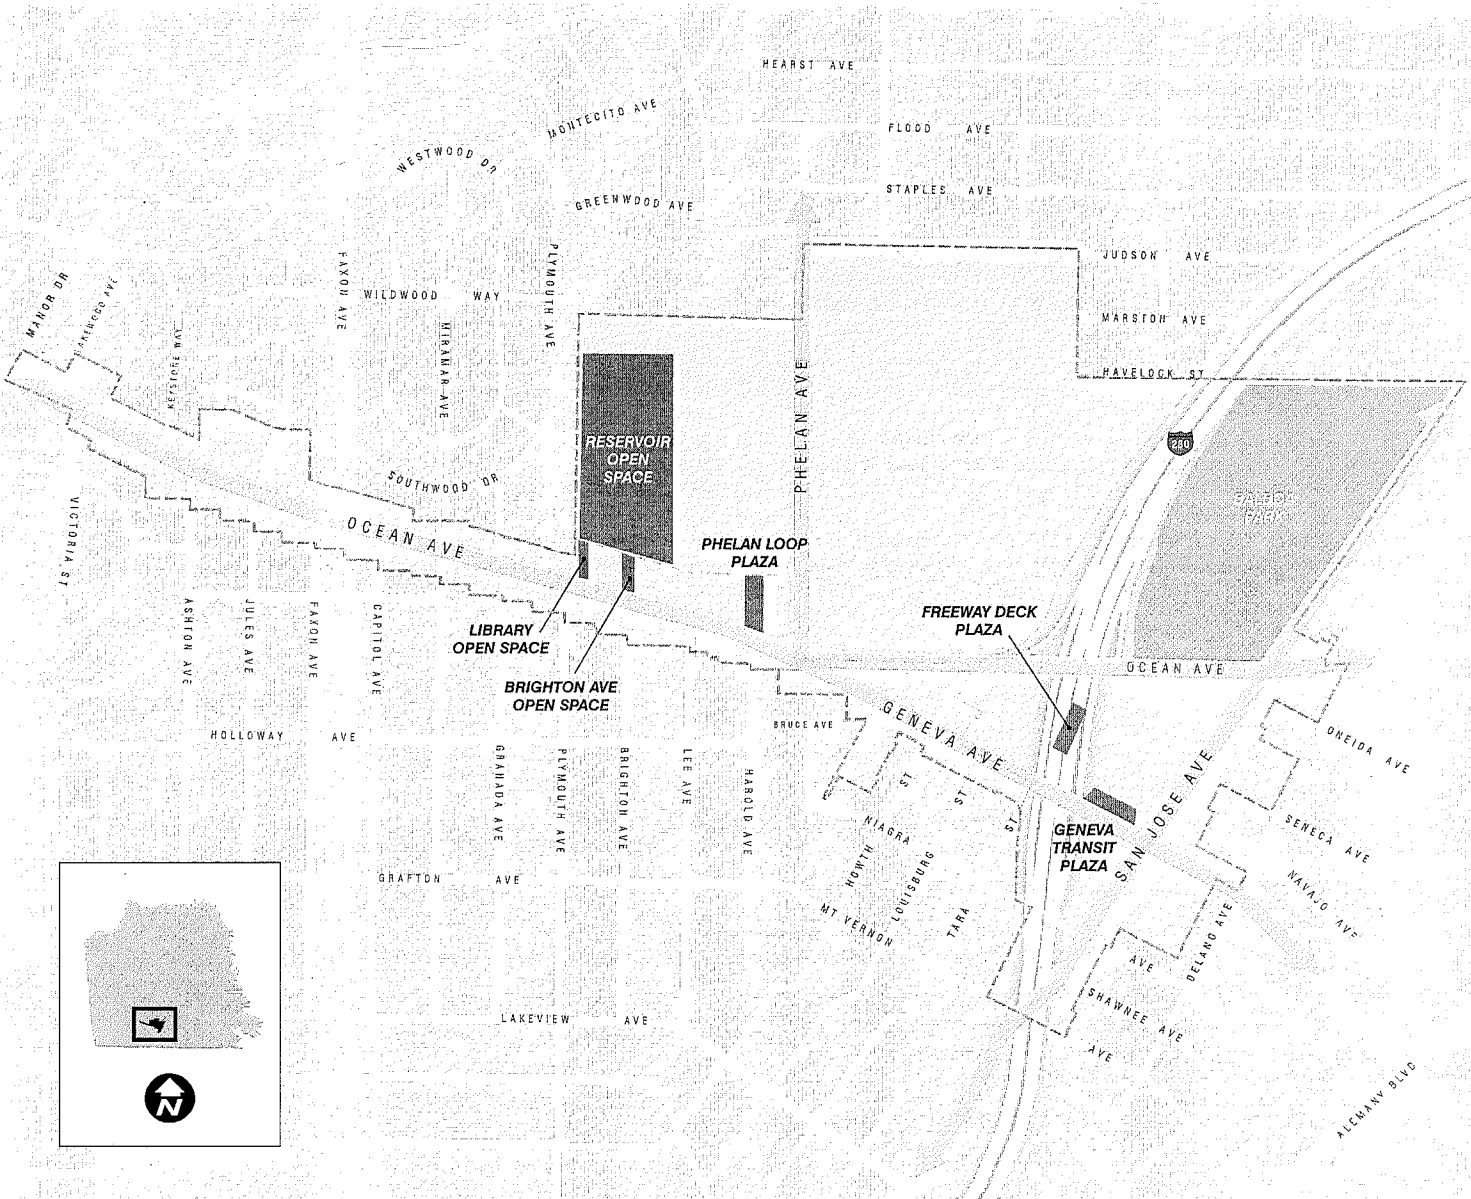 HEARST AVE
MONTECITO AVE
FLOOD AVE
WESTWOOD DR
STAPLES AVE
GREENWOOD AVE
JUDSON AVE
MANOR DR
LAKEWOOD AVE
FAXON AVE
WILDWOOD WAY
PLYMOUTH AVE
MARSTON AVE
KEYSTONE WAY
MIRAMAR AVE
HAVELOCK ST
PHELAN AVE
RESERVOIR
OPEN
SPACE
280
BALBOA
PARK
SOUTHWOOD DR
VICTORIA ST
OCEAN AVE
PHELAN LOOP
PLAZA
FREEWAY DECK
PLAZA
LIBRARY
OPEN SPACE
ASHTON AVE
JULES AVE
FAXON AVE
CAPITOL AVE
OCEAN AVE
BRIGHTON AVE
OPEN SPACE
BRUCE AVE
GENEVA AVE
HOLLOWAY AVE
ONEIDA AVE
GRANADA AVE
PLYMOUTH AVE
BRIGHTON AVE
LEE AVE
HAROLD AVE
ST
ST
ST
NIAGRA
HOWTH
LOUISBURG
MT VERNON
TARA
GENEVA
TRANSIT
PLAZA
SAN JOSE AVE
SENECA AVE
NAVAJO AVE
GRAFTON AVE
DELANO AVE
AVE
SHAWNEE AVE
AVE
LAKEVIEW AVE
ALEMANY BLVD
N